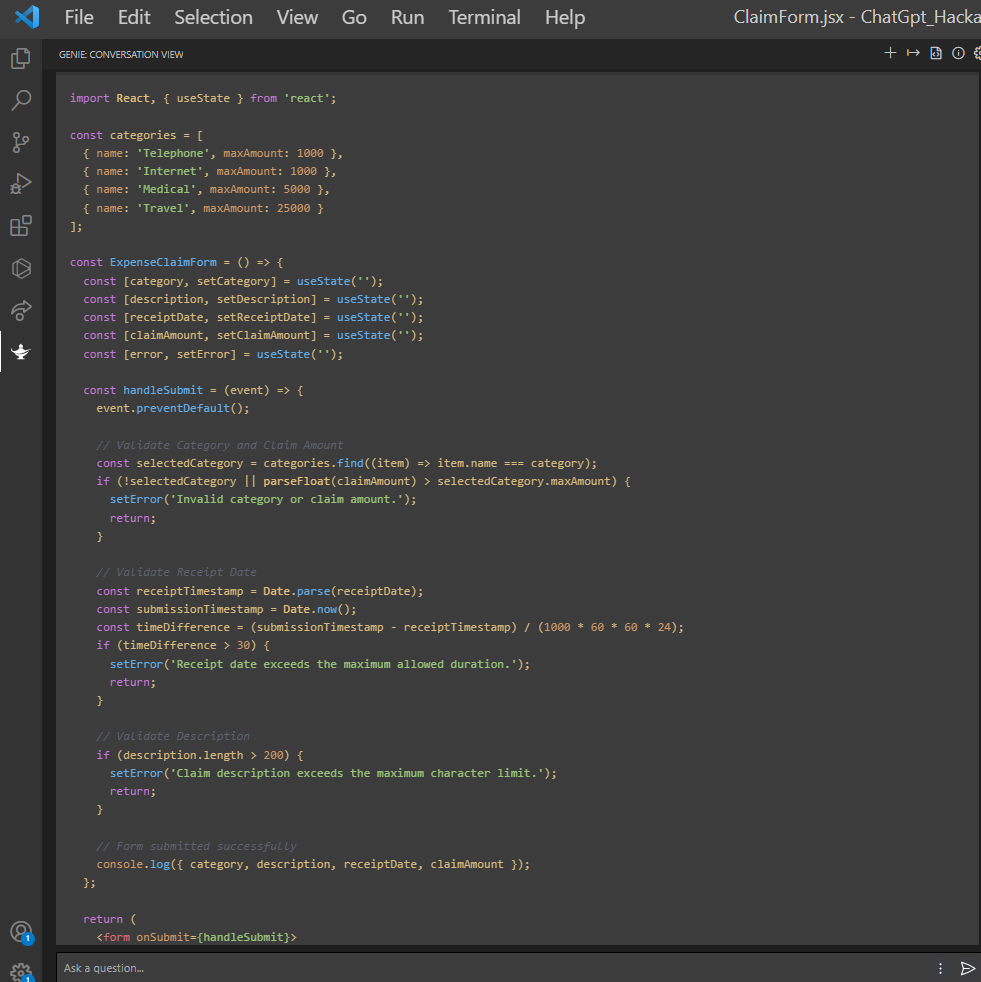 File Edit Selection View Go Run Terminal Help ClaimForm.jsx - ChatGpt_Hacka
GENIE: CONVERSATION VIEW
import React, { useState } from 'react';
const categories = [
{ name: 'Telephone', maxAmount: 1000 },
{ name: 'Internet', maxAmount: 1000 },
{ name: 'Medical', maxAmount: 5000 },
{ name: 'Travel', maxAmount: 25000 }
];
const ExpenseClaimForm = () => {
const [category, setCategory] = useState('');
const [description, setDescription] = useState('');
const [receiptDate, setReceiptDate] = useState('');
const [claimAmount, setClaimAmount] = useState('');
const [error, setError] = useState('');
const handleSubmit = (event) => {
event.preventDefault();
// Validate Category and Claim Amount
const selectedCategory = categories.find((item) => item.name === category);
if (!selectedCategory || parseFloat(claimAmount) > selectedCategory.maxAmount) {
setError('Invalid category or claim amount.');
return;
}
// Validate Receipt Date
const receiptTimestamp = Date.parse(receiptDate);
const submissionTimestamp = Date.now();
const timeDifference = (submissionTimestamp - receiptTimestamp) / (1000 * 60 * 60 * 24);
if (timeDifference > 30) {
setError('Receipt date exceeds the maximum allowed duration.');
return;
}
// Validate Description
if (description.length > 200) {
setError('Claim description exceeds the maximum character limit.');
return;
}
// Form submitted successfully
console.log({ category, description, receiptDate, claimAmount });
};
return (
<form onSubmit={handleSubmit}>
1
Ask a question...
1